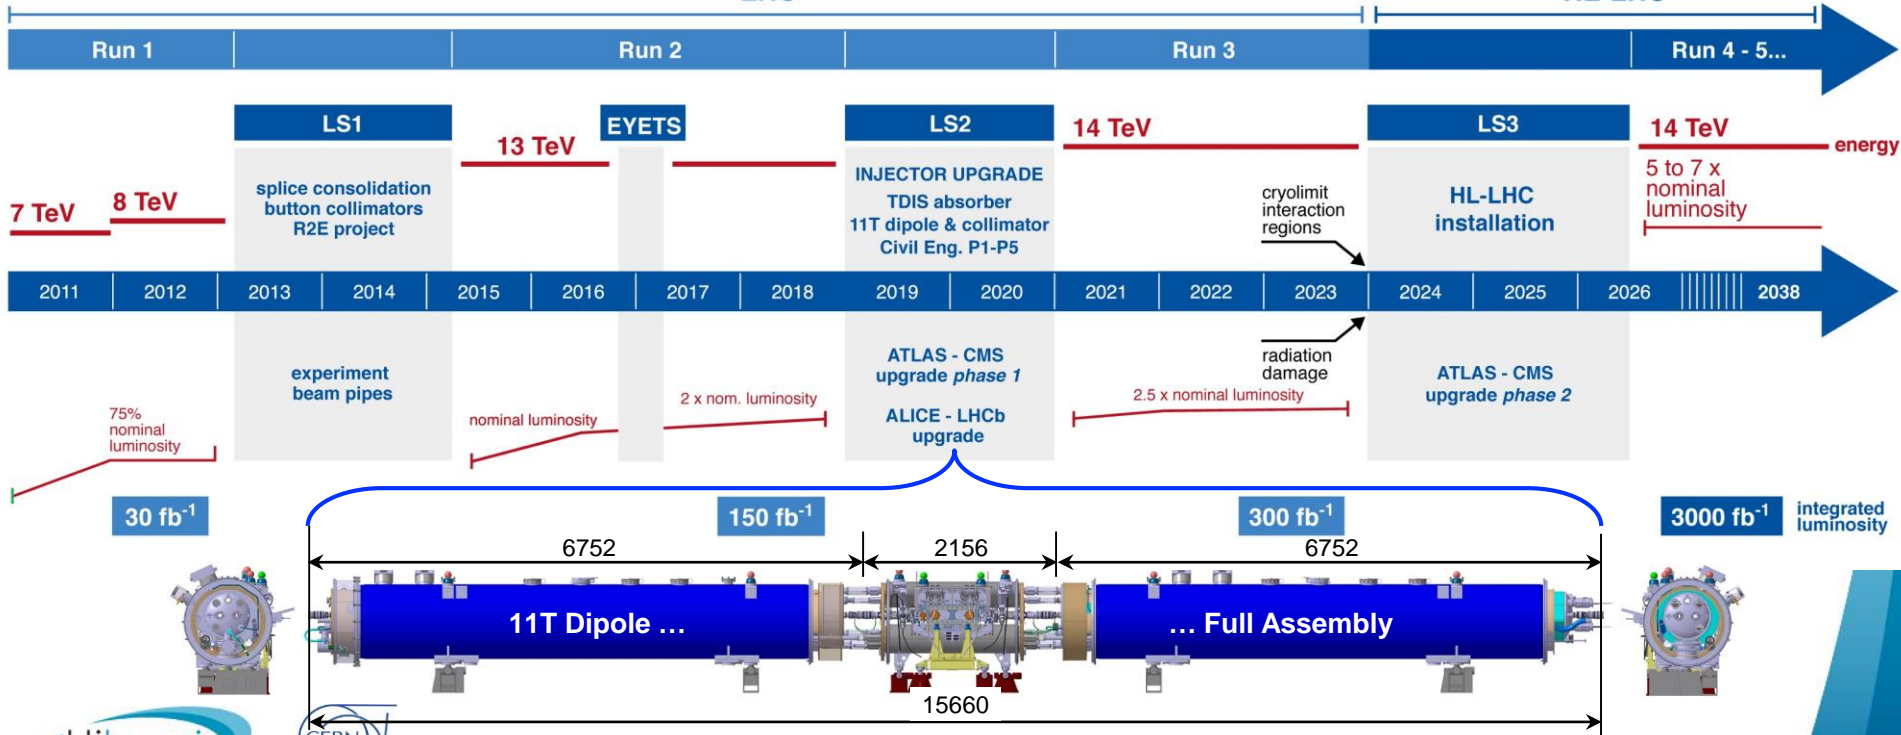 Run 1
Run 2
Run 3
Run 4 - 5...
LS1
EYETS
LS2
LS3
7 TeV
8 TeV
13 TeV
14 TeV
14 TeV
energy
splice consolidation
button collimators
R2E project
INJECTOR UPGRADE
TDIS absorber
11T dipole & collimator
Civil Eng. P1-P5
cryolimit
interaction
regions
HL-LHC
installation
5 to 7 x
nominal
luminosity
2011 2012 2013 2014 2015 2016 2017 2018 2019 2020 2021 2022 2023 2024 2025 2026 2038
75%
nominal
luminosity
experiment
beam pipes
nominal luminosity
2 x nom. luminosity
ATLAS - CMS
upgrade phase 1
ALICE - LHCb
upgrade
2.5 x nominal luminosity
radiation
damage
ATLAS - CMS
upgrade phase 2
30 fb⁻¹
150 fb⁻¹
300 fb⁻¹
3000 fb⁻¹
integrated
luminosity
6752
2156
6752
11T Dipole ...
... Full Assembly
15660
CERN